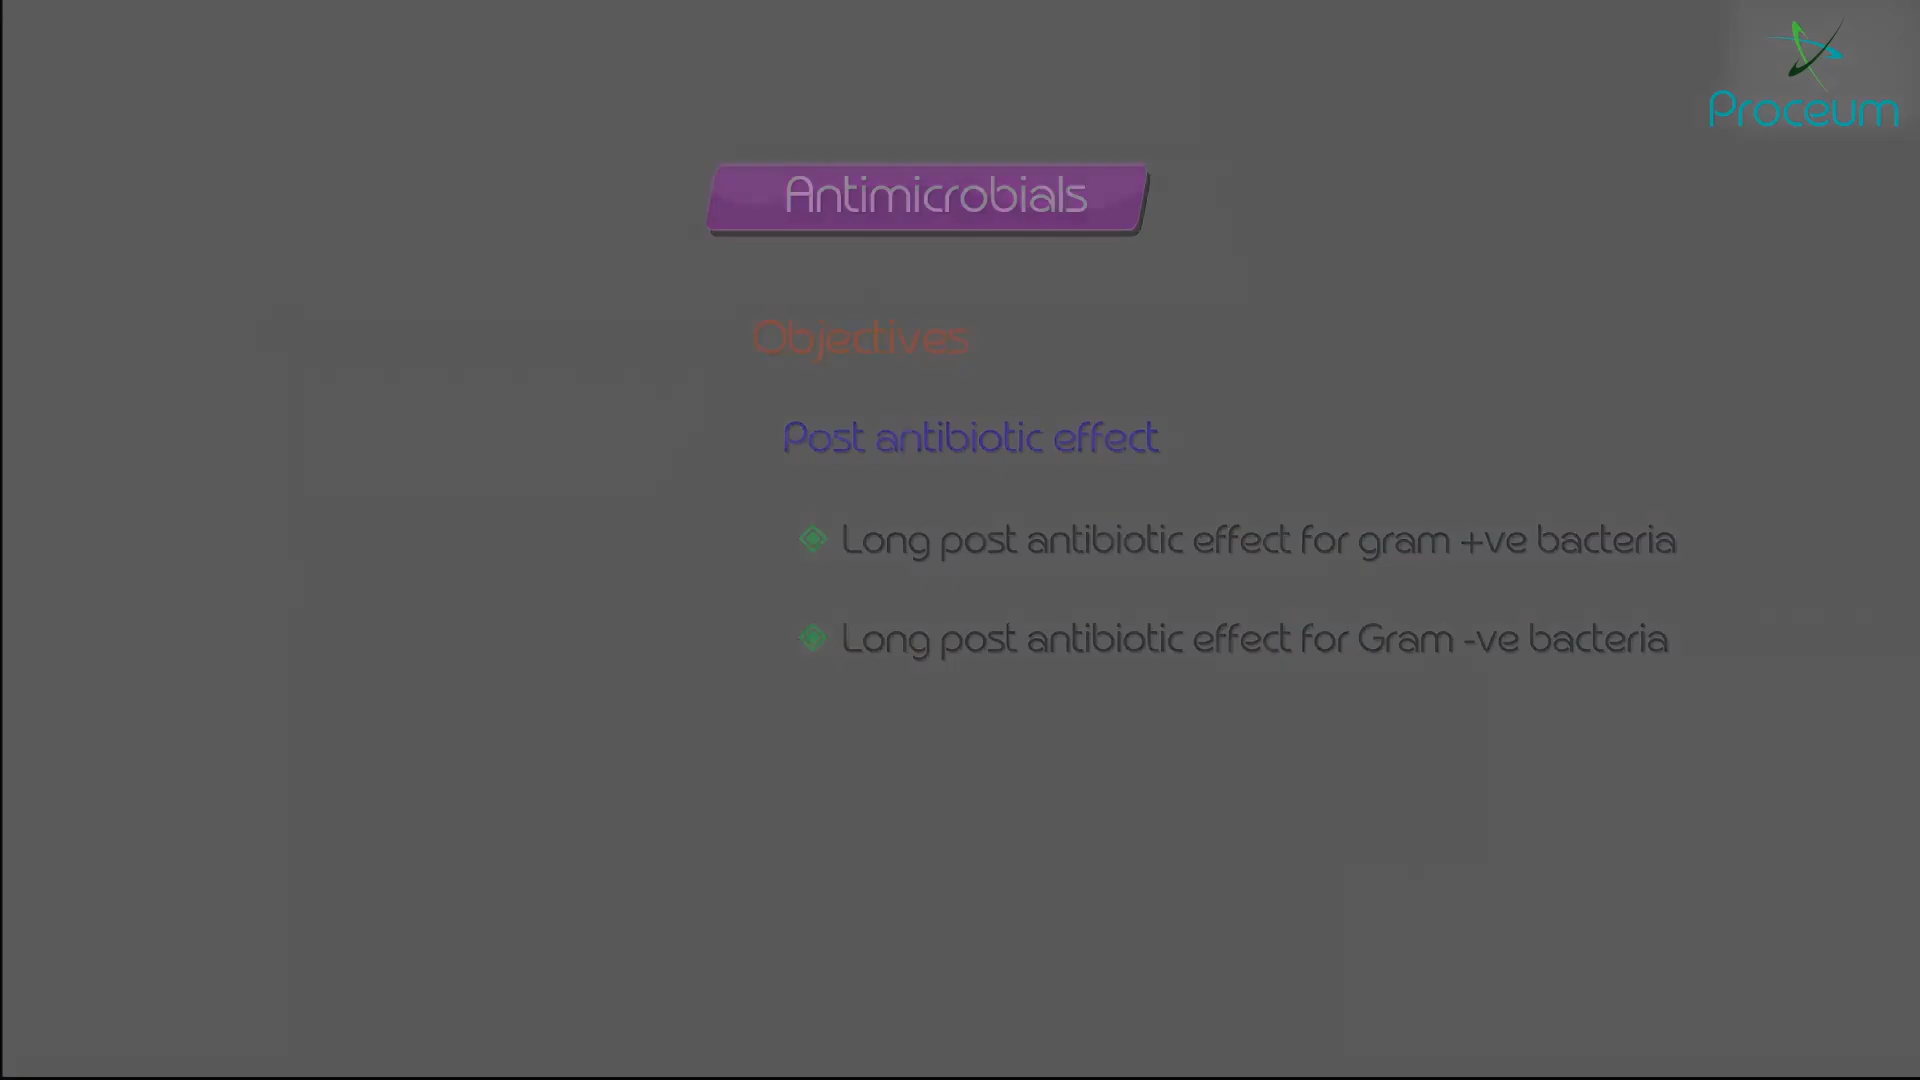 Proceum
Antimicrobials
Objectives
Post antibiotic effect
Long post antibiotic effect for gram +ve bacteria
Long post antibiotic effect for Gram -ve bacteria